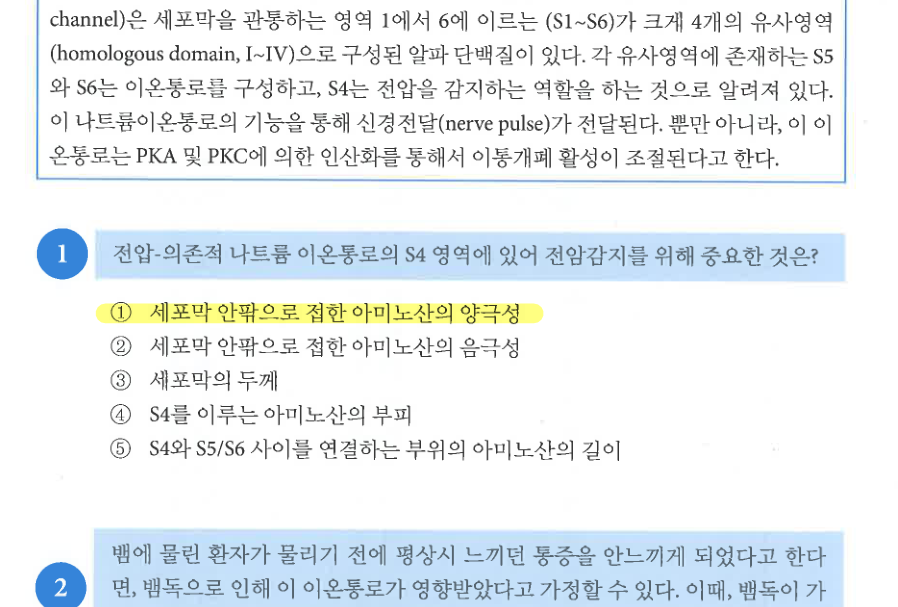 channel)은 세포막을 관통하는 영역 1에서 6에 이르는 (S1~S6)가 크게 4개의 유사영역
(homologous domain, I~IV)으로 구성된 알파 단백질이 있다. 각 유사영역에 존재하는 S5
와 S6는 이온통로를 구성하고, S4는 전압을 감지하는 역할을 하는 것으로 알려져 있다.
이 나트륨이온통로의 기능을 통해 신경전달(nerve pulse)가 전달된다. 뿐만 아니라, 이 이
온통로는 PKA 및 PKC에 의한 인산화를 통해서 이통개폐 활성이 조절된다고 한다.
1 전압-의존적 나트륨 이온통로의 S4 영역에 있어 전암감지를 위해 중요한 것은?
① 세포막 안팎으로 접한 아미노산의 양극성
② 세포막 안팎으로 접한 아미노산의 음극성
③ 세포막의 두께
④ S4를 이루는 아미노산의 부피
⑤ S4와 S5/S6 사이를 연결하는 부위의 아미노산의 길이
뱀에 물린 환자가 물리기 전에 평상시 느끼던 통증을 안느끼게 되었다고 한다
2 면, 뱀독으로 인해 이 이온통로가 영향받았다고 가정할 수 있다. 이때, 뱀독이 가